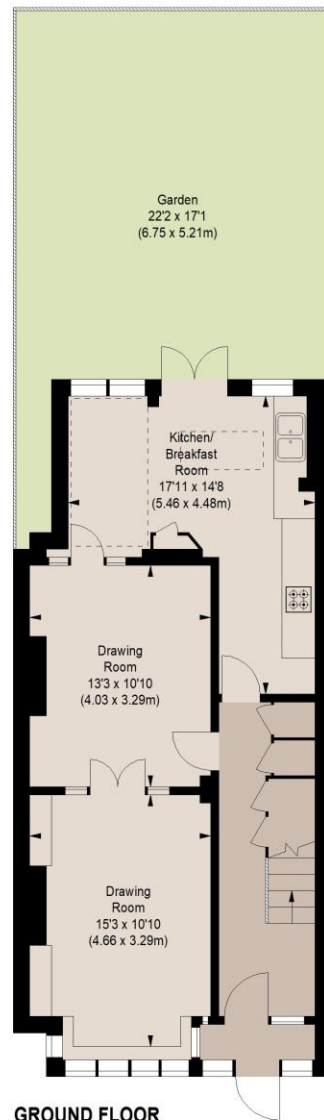 Garden
22'2 x 17'1
(6.75 x 5.21m)
Kitchen/
Breakfast
Room
17'11 x 14'8
(5.46 x 4.48m)
Drawing
Room
13'3 x 10'10
(4.03 x 3.29m)
Drawing
Room
15'3 x 10'10
(4.66 x 3.29m)
GROUND FLOOR